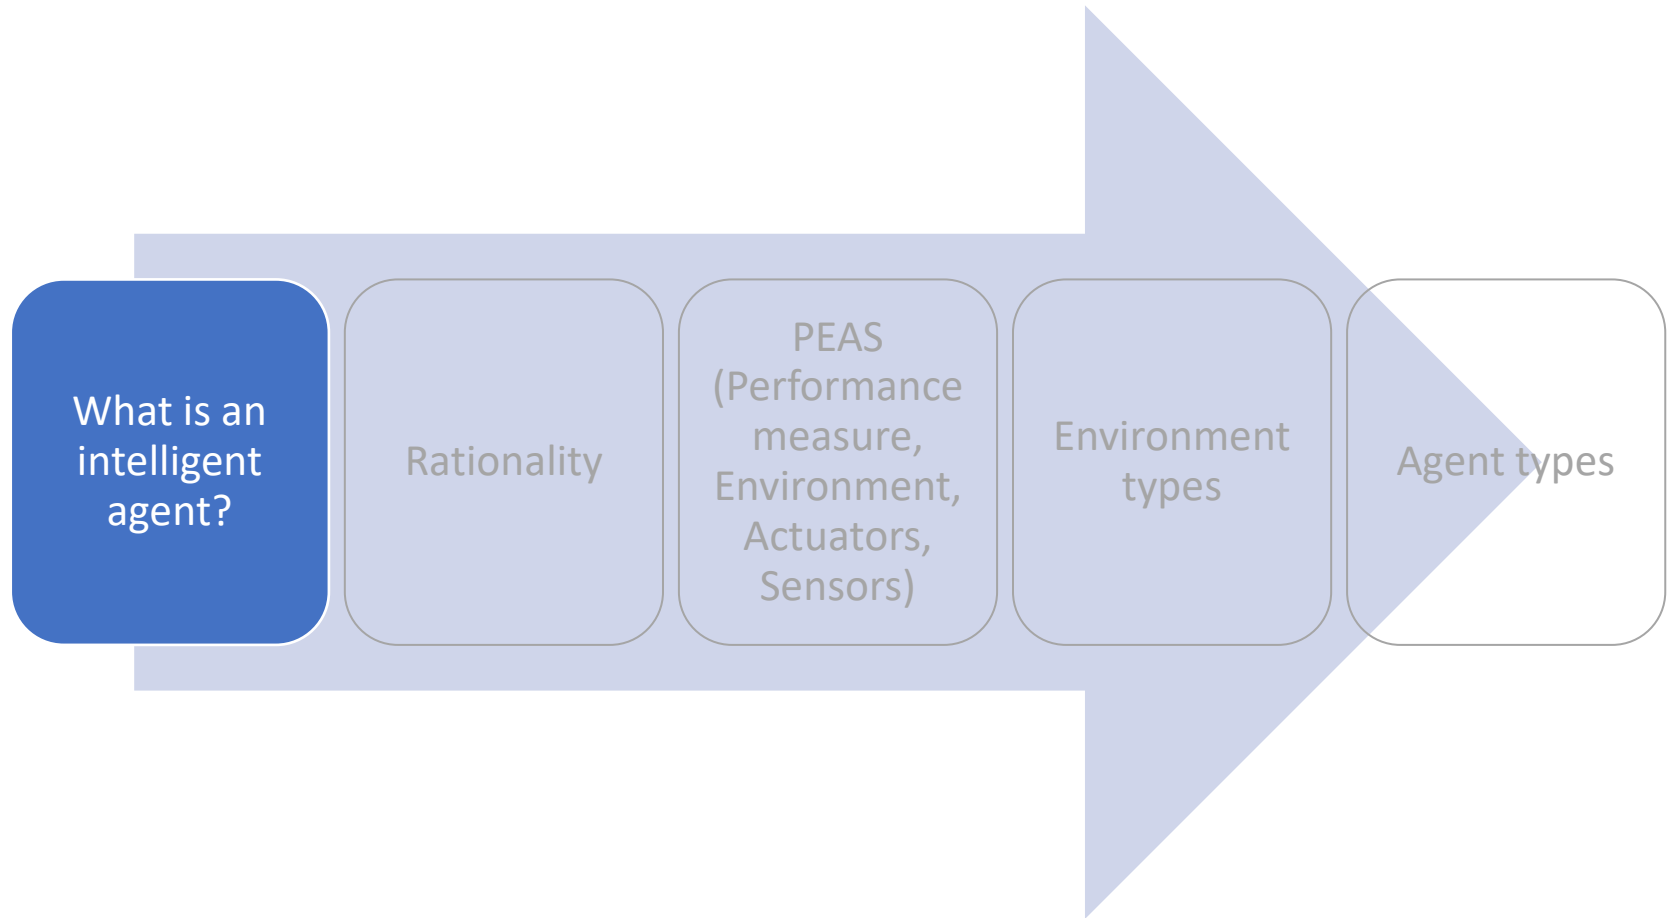 What is an
intelligent
agent?
Rationality
PEAS
(Performance
measure,
Environment,
Actuators,
Sensors)
Environment
types
Agent types